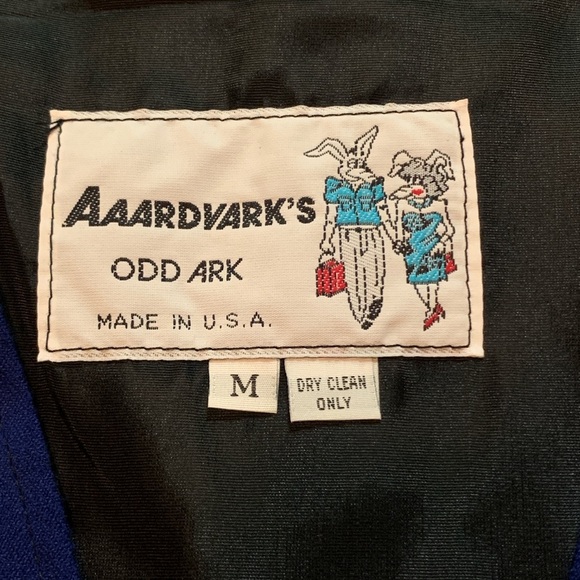 AAARDVARK'S
ODD ARK
MADE IN U.S.A.
M
DRY CLEAN
ONLY